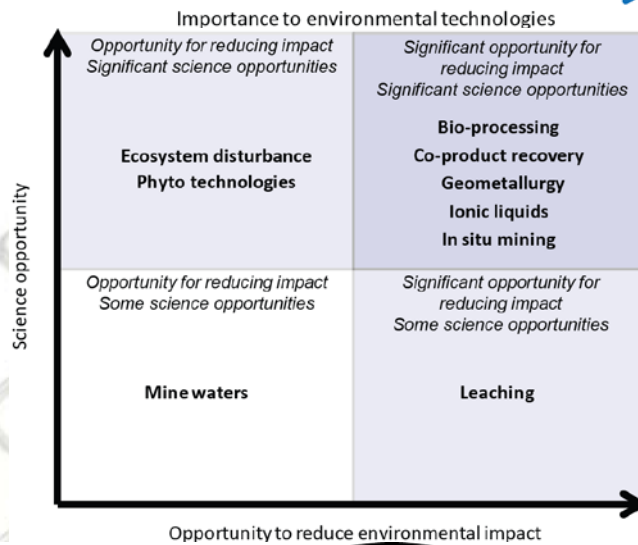 Importance to environmental technologies
Opportunity for reducing impact
Significant science opportunities
Ecosystem disturbance
Phyto technologies
Significant opportunity for
reducing impact
Significant science opportunities
Bio-processing
Co-product recovery
Geometallurgy
Ionic liquids
In situ mining
Opportunity for reducing impact
Some science opportunities
Mine waters
Significant opportunity for
reducing impact
Some science opportunities
Leaching
Science opportunity
Opportunity to reduce environmental impact